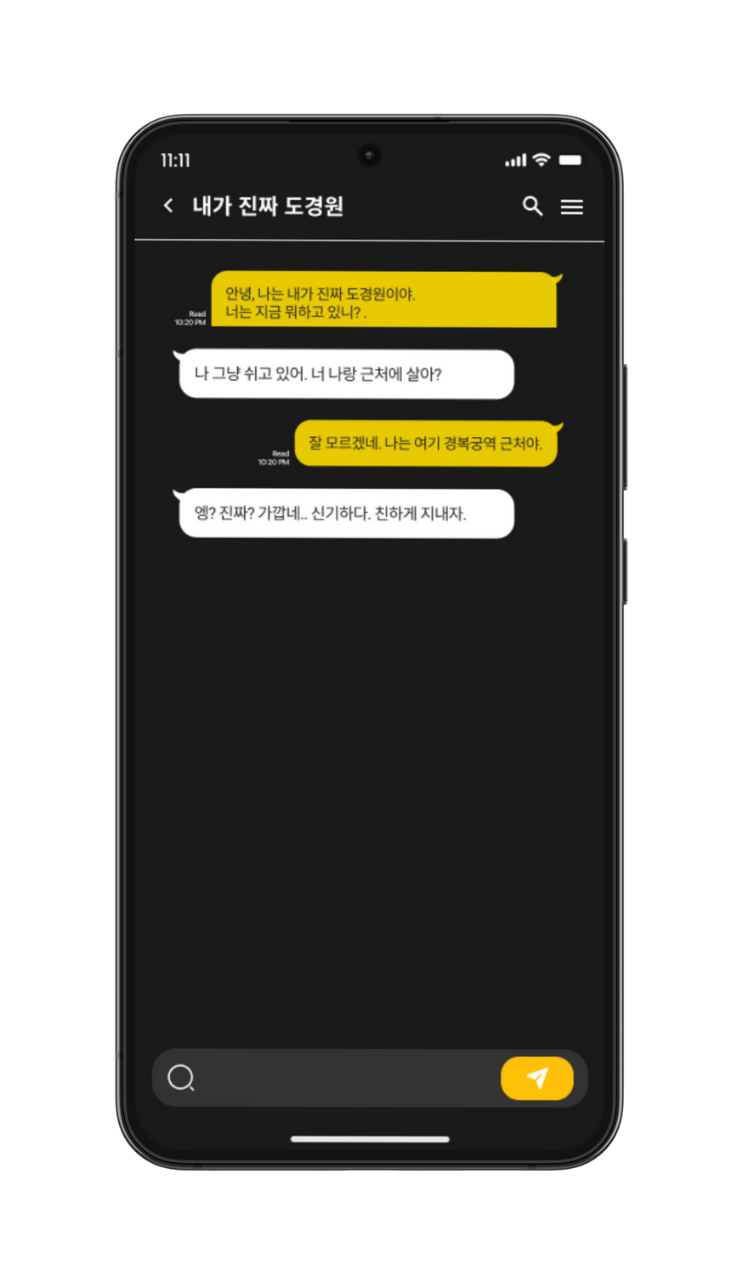 11:11
내가 진짜 도경원
안녕, 나는 내가 진짜 도경원이야.
너는 지금 뭐하고 있니? .
Read
10:20 PM
나 그냥 쉬고 있어. 너 나랑 근처에 살아?
잘 모르겠네. 나는 여기 경복궁역 근처야.
Read
10:20 PM
엥? 진짜? 가깝네.. 신기하다. 친하게 지내자.